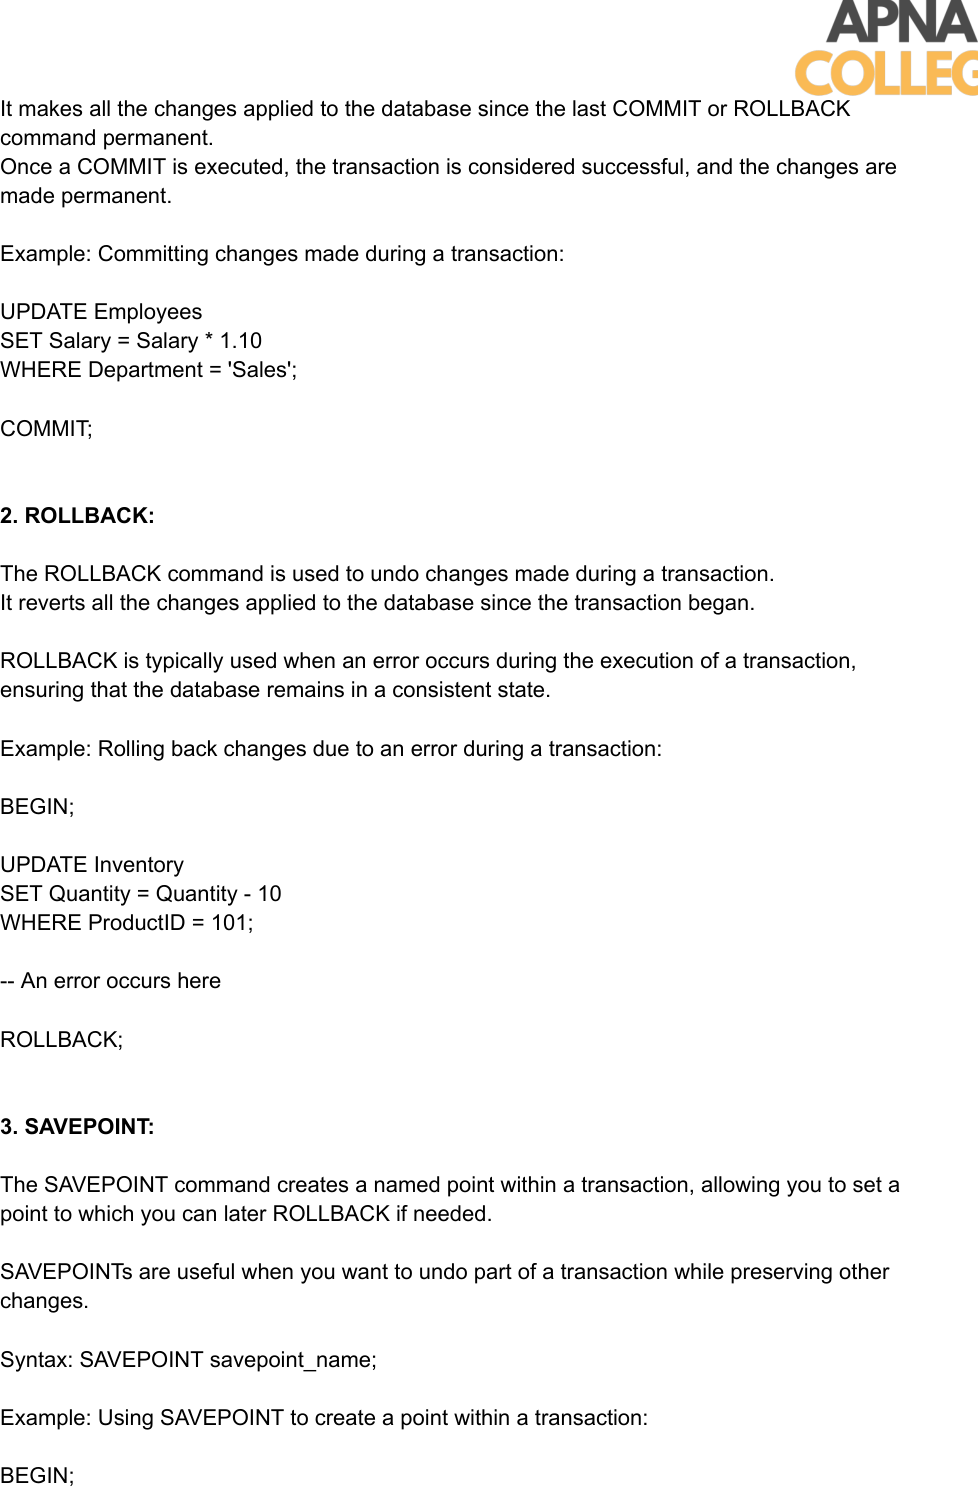 APNA
COLLEG
It makes all the changes applied to the database since the last COMMIT or ROLLBACK
command permanent.
Once a COMMIT is executed, the transaction is considered successful, and the changes are
made permanent.
Example: Committing changes made during a transaction:
UPDATE Employees
SET Salary = Salary * 1.10
WHERE Department = 'Sales';
COMMIT;
2. ROLLBACK:
The ROLLBACK command is used to undo changes made during a transaction.
It reverts all the changes applied to the database since the transaction began.
ROLLBACK is typically used when an error occurs during the execution of a transaction,
ensuring that the database remains in a consistent state.
Example: Rolling back changes due to an error during a transaction:
BEGIN;
UPDATE Inventory
SET Quantity = Quantity - 10
WHERE ProductID = 101;
-- An error occurs here
ROLLBACK;
3. SAVEPOINT:
The SAVEPOINT command creates a named point within a transaction, allowing you to set a
point to which you can later ROLLBACK if needed.
SAVEPOINTs are useful when you want to undo part of a transaction while preserving other
changes.
Syntax: SAVEPOINT savepoint_name;
Example: Using SAVEPOINT to create a point within a transaction:
BEGIN;